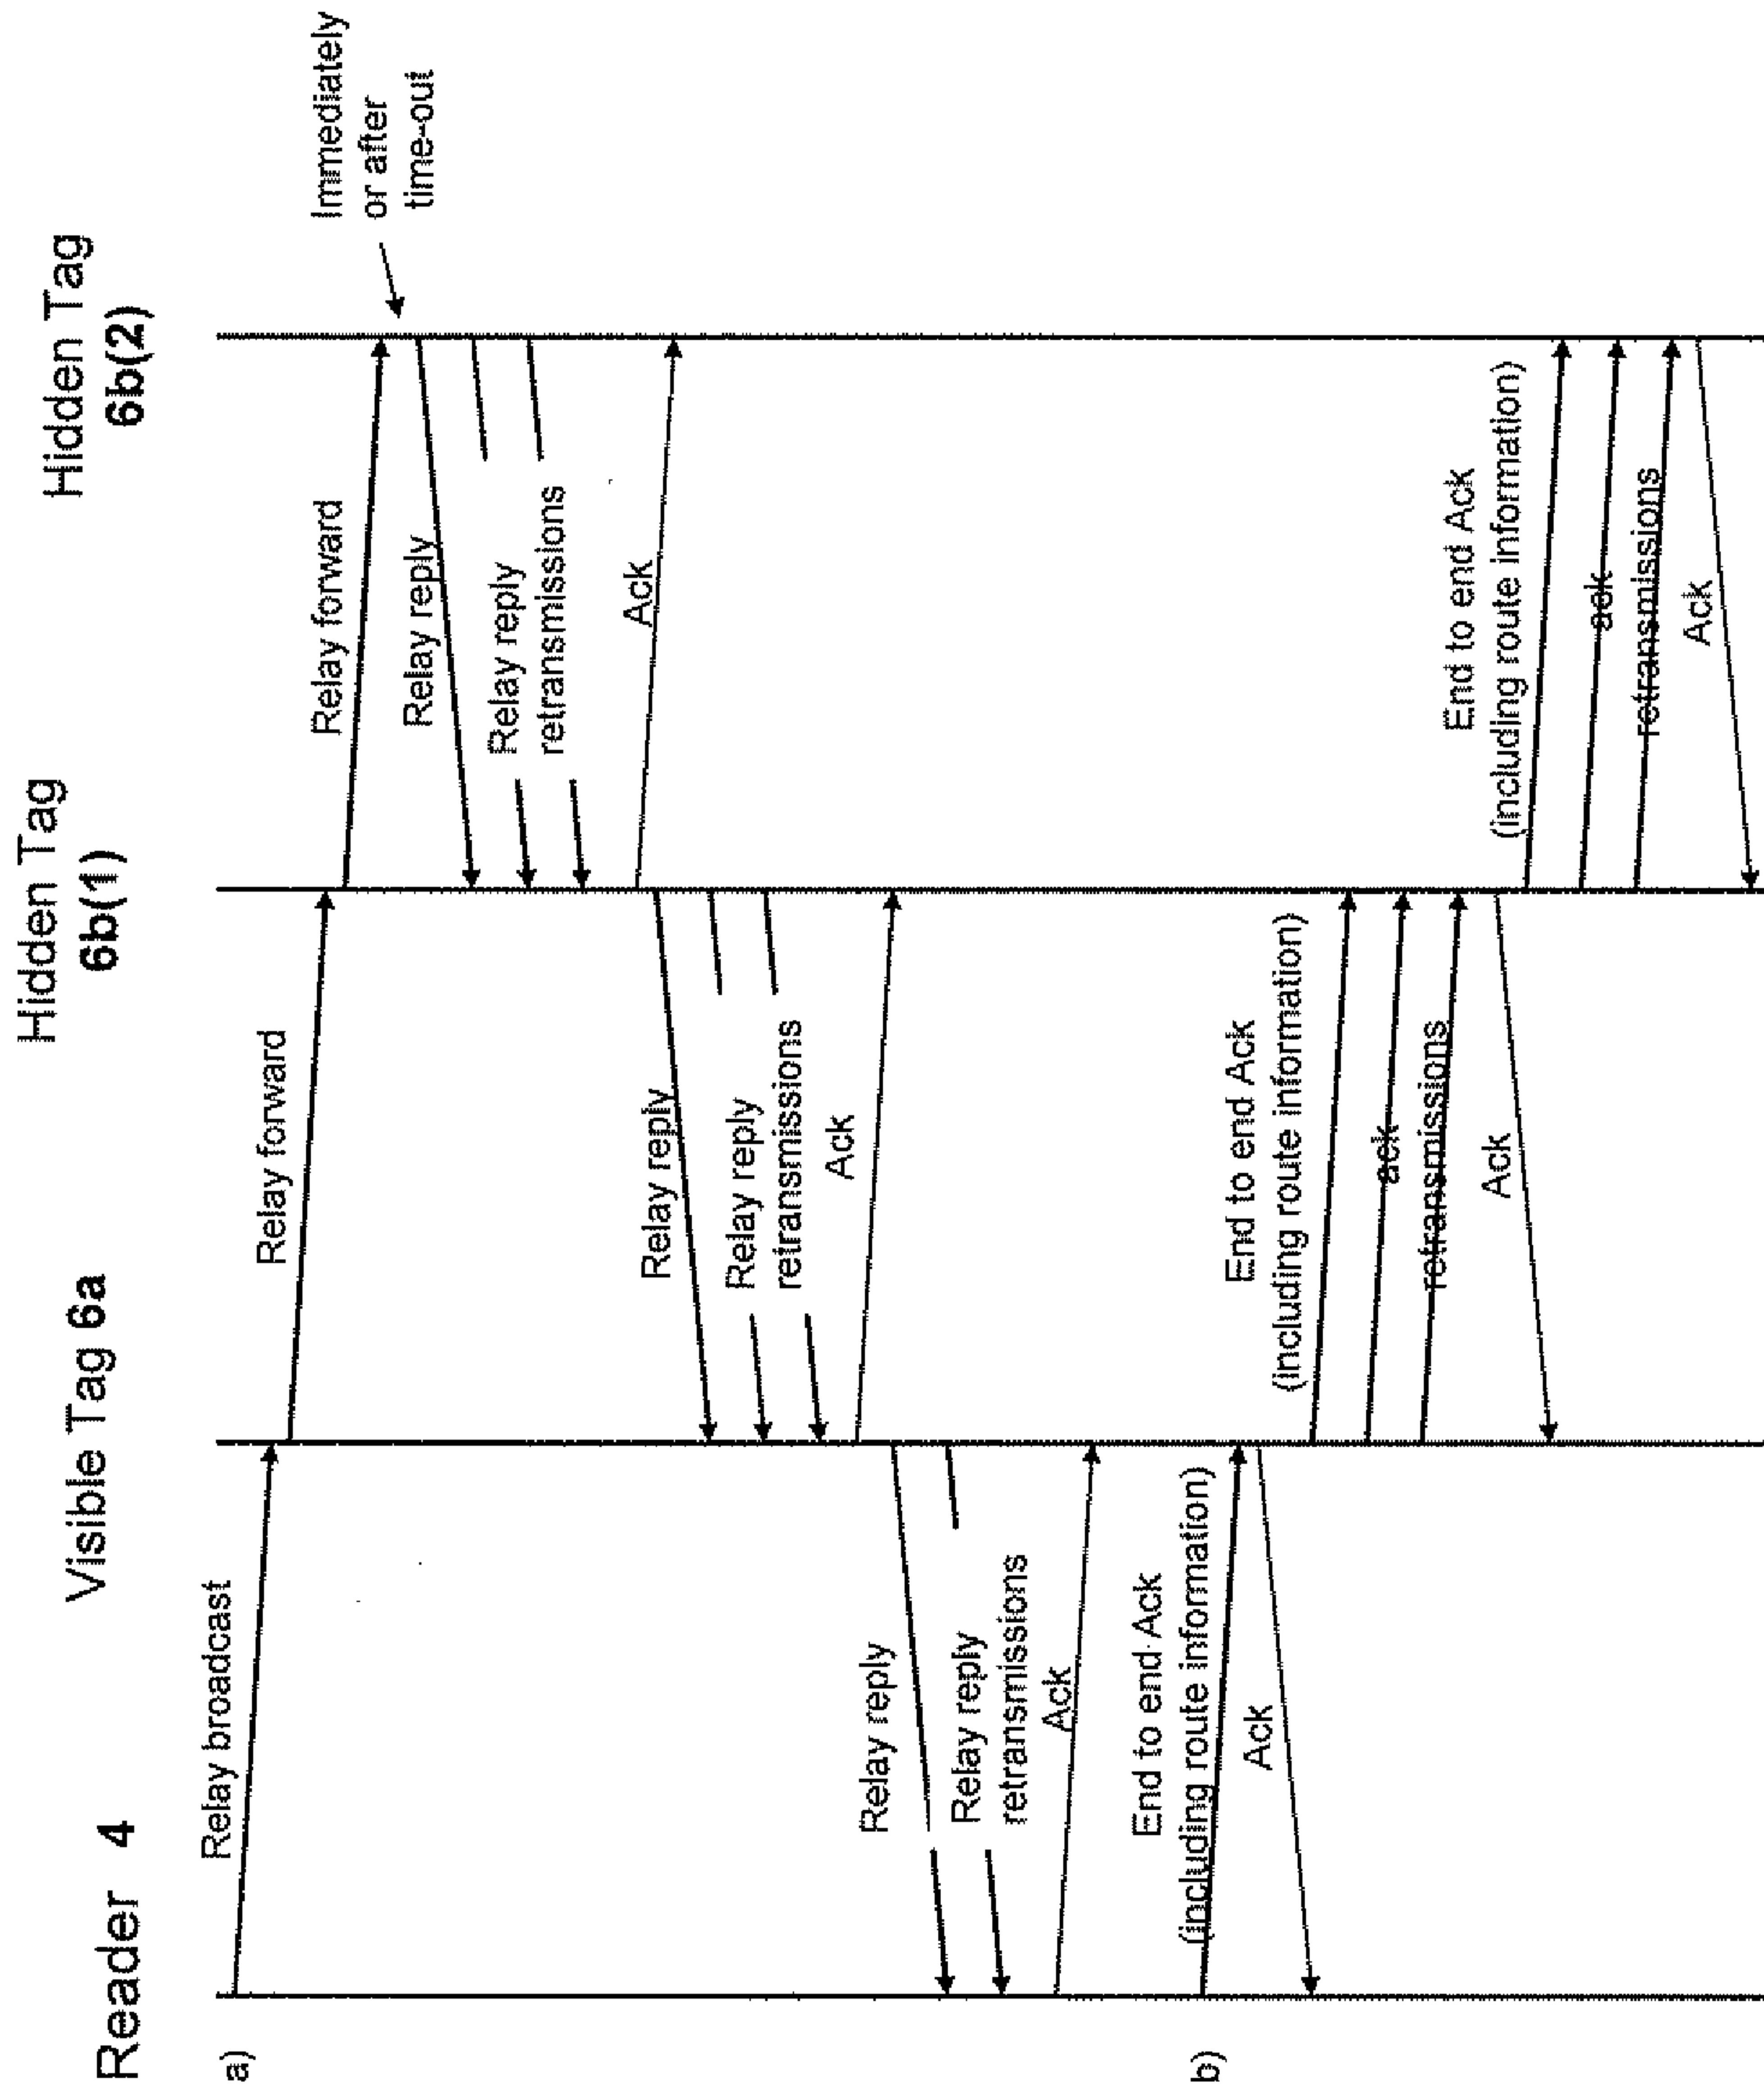 Reader 4
Visible Tag 6a
Hidden Tag
6b(1)
Hidden Tag
6b(2)
a)
Relay broadcast
Relay forward
Relay forward
Immediately
or after
time-out
Relay reply
Relay reply
retransmissions
Ack
Relay reply
Relay reply
retransmissions
Ack
Relay reply
Relay reply
retransmissions
Ack
b)
End to end Ack
(including route information)
Ack
End to end Ack
(including route information)
ack
retransmissions
Ack
End to end Ack
(including route information)
ack
retransmissions
Ack